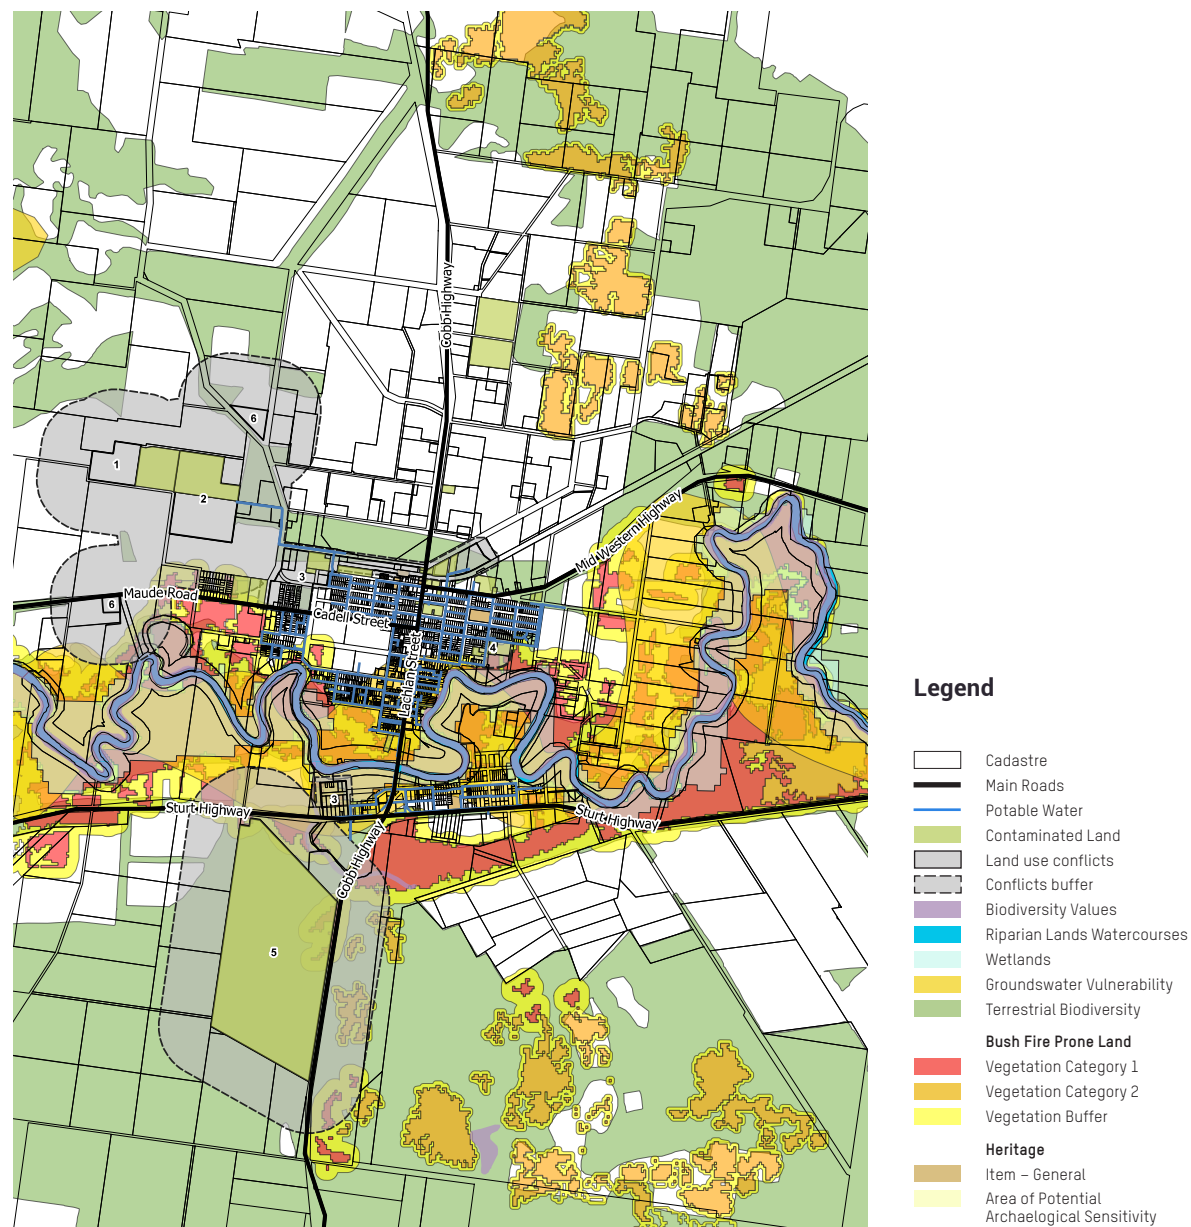 Cobb Highway
6
1
2
Mid Western Highway
3
Maude Road
6
Cadell Street
4
Lachlan Street
3
Sturt Highway
Sturt Highway
Cobb Highway
5
Legend
Cadastre
Main Roads
Potable Water
Contaminated Land
Land use conflicts
Conflicts buffer
Biodiversity Values
Riparian Lands Watercourses
Wetlands
Groundswater Vulnerability
Terrestrial Biodiversity
Bush Fire Prone Land
Vegetation Category 1
Vegetation Category 2
Vegetation Buffer
Heritage
Item – General
Area of Potential
Archaelogical Sensitivity